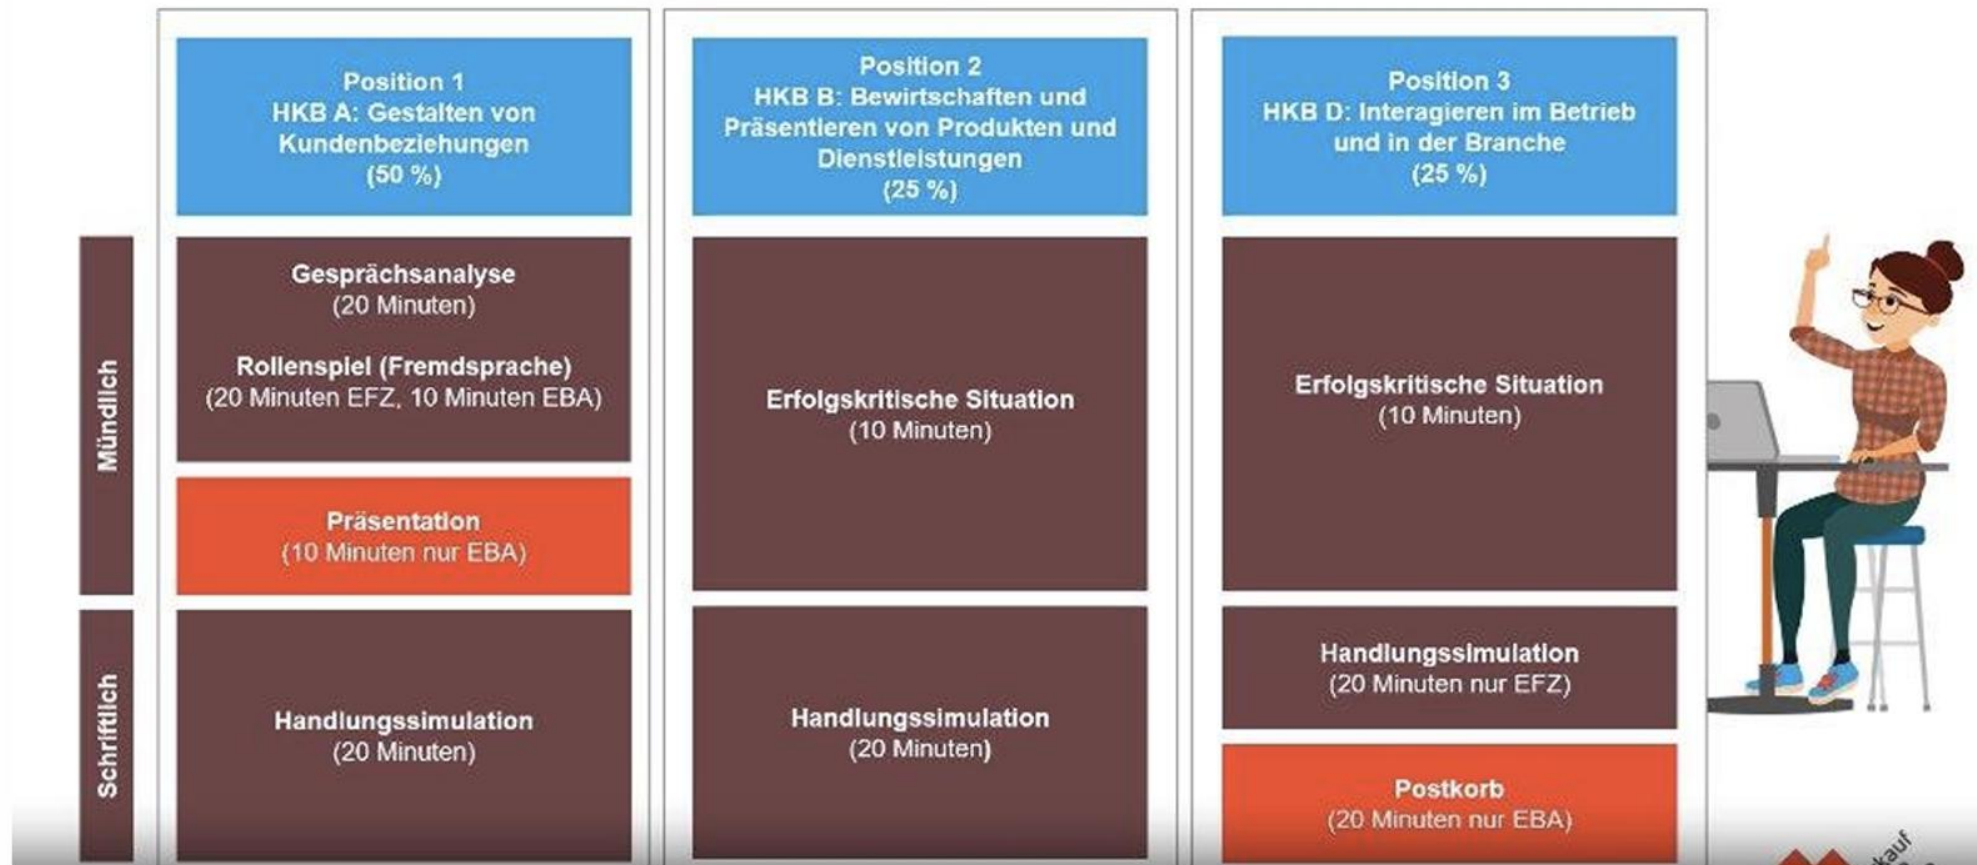 Position 1
HKB A: Gestalten von
Kundenbeziehungen
(50 %)
Position 2
HKB B: Bewirtschaften und
Präsentieren von Produkten und
Dienstleistungen
(25 %)
Position 3
HKB D: Interagieren im Betrieb
und in der Branche
(25 %)
Mündlich
Gesprächsanalyse
(20 Minuten)
Rollenspiel (Fremdsprache)
(20 Minuten EFZ, 10 Minuten EBA)
Präsentation
(10 Minuten nur EBA)
Erfolgskritische Situation
(10 Minuten)
Erfolgskritische Situation
(10 Minuten)
Schriftlich
Handlungssimulation
(20 Minuten)
Handlungssimulation
(20 Minuten)
Handlungssimulation
(20 Minuten nur EFZ)
Postkorb
(20 Minuten nur EBA)